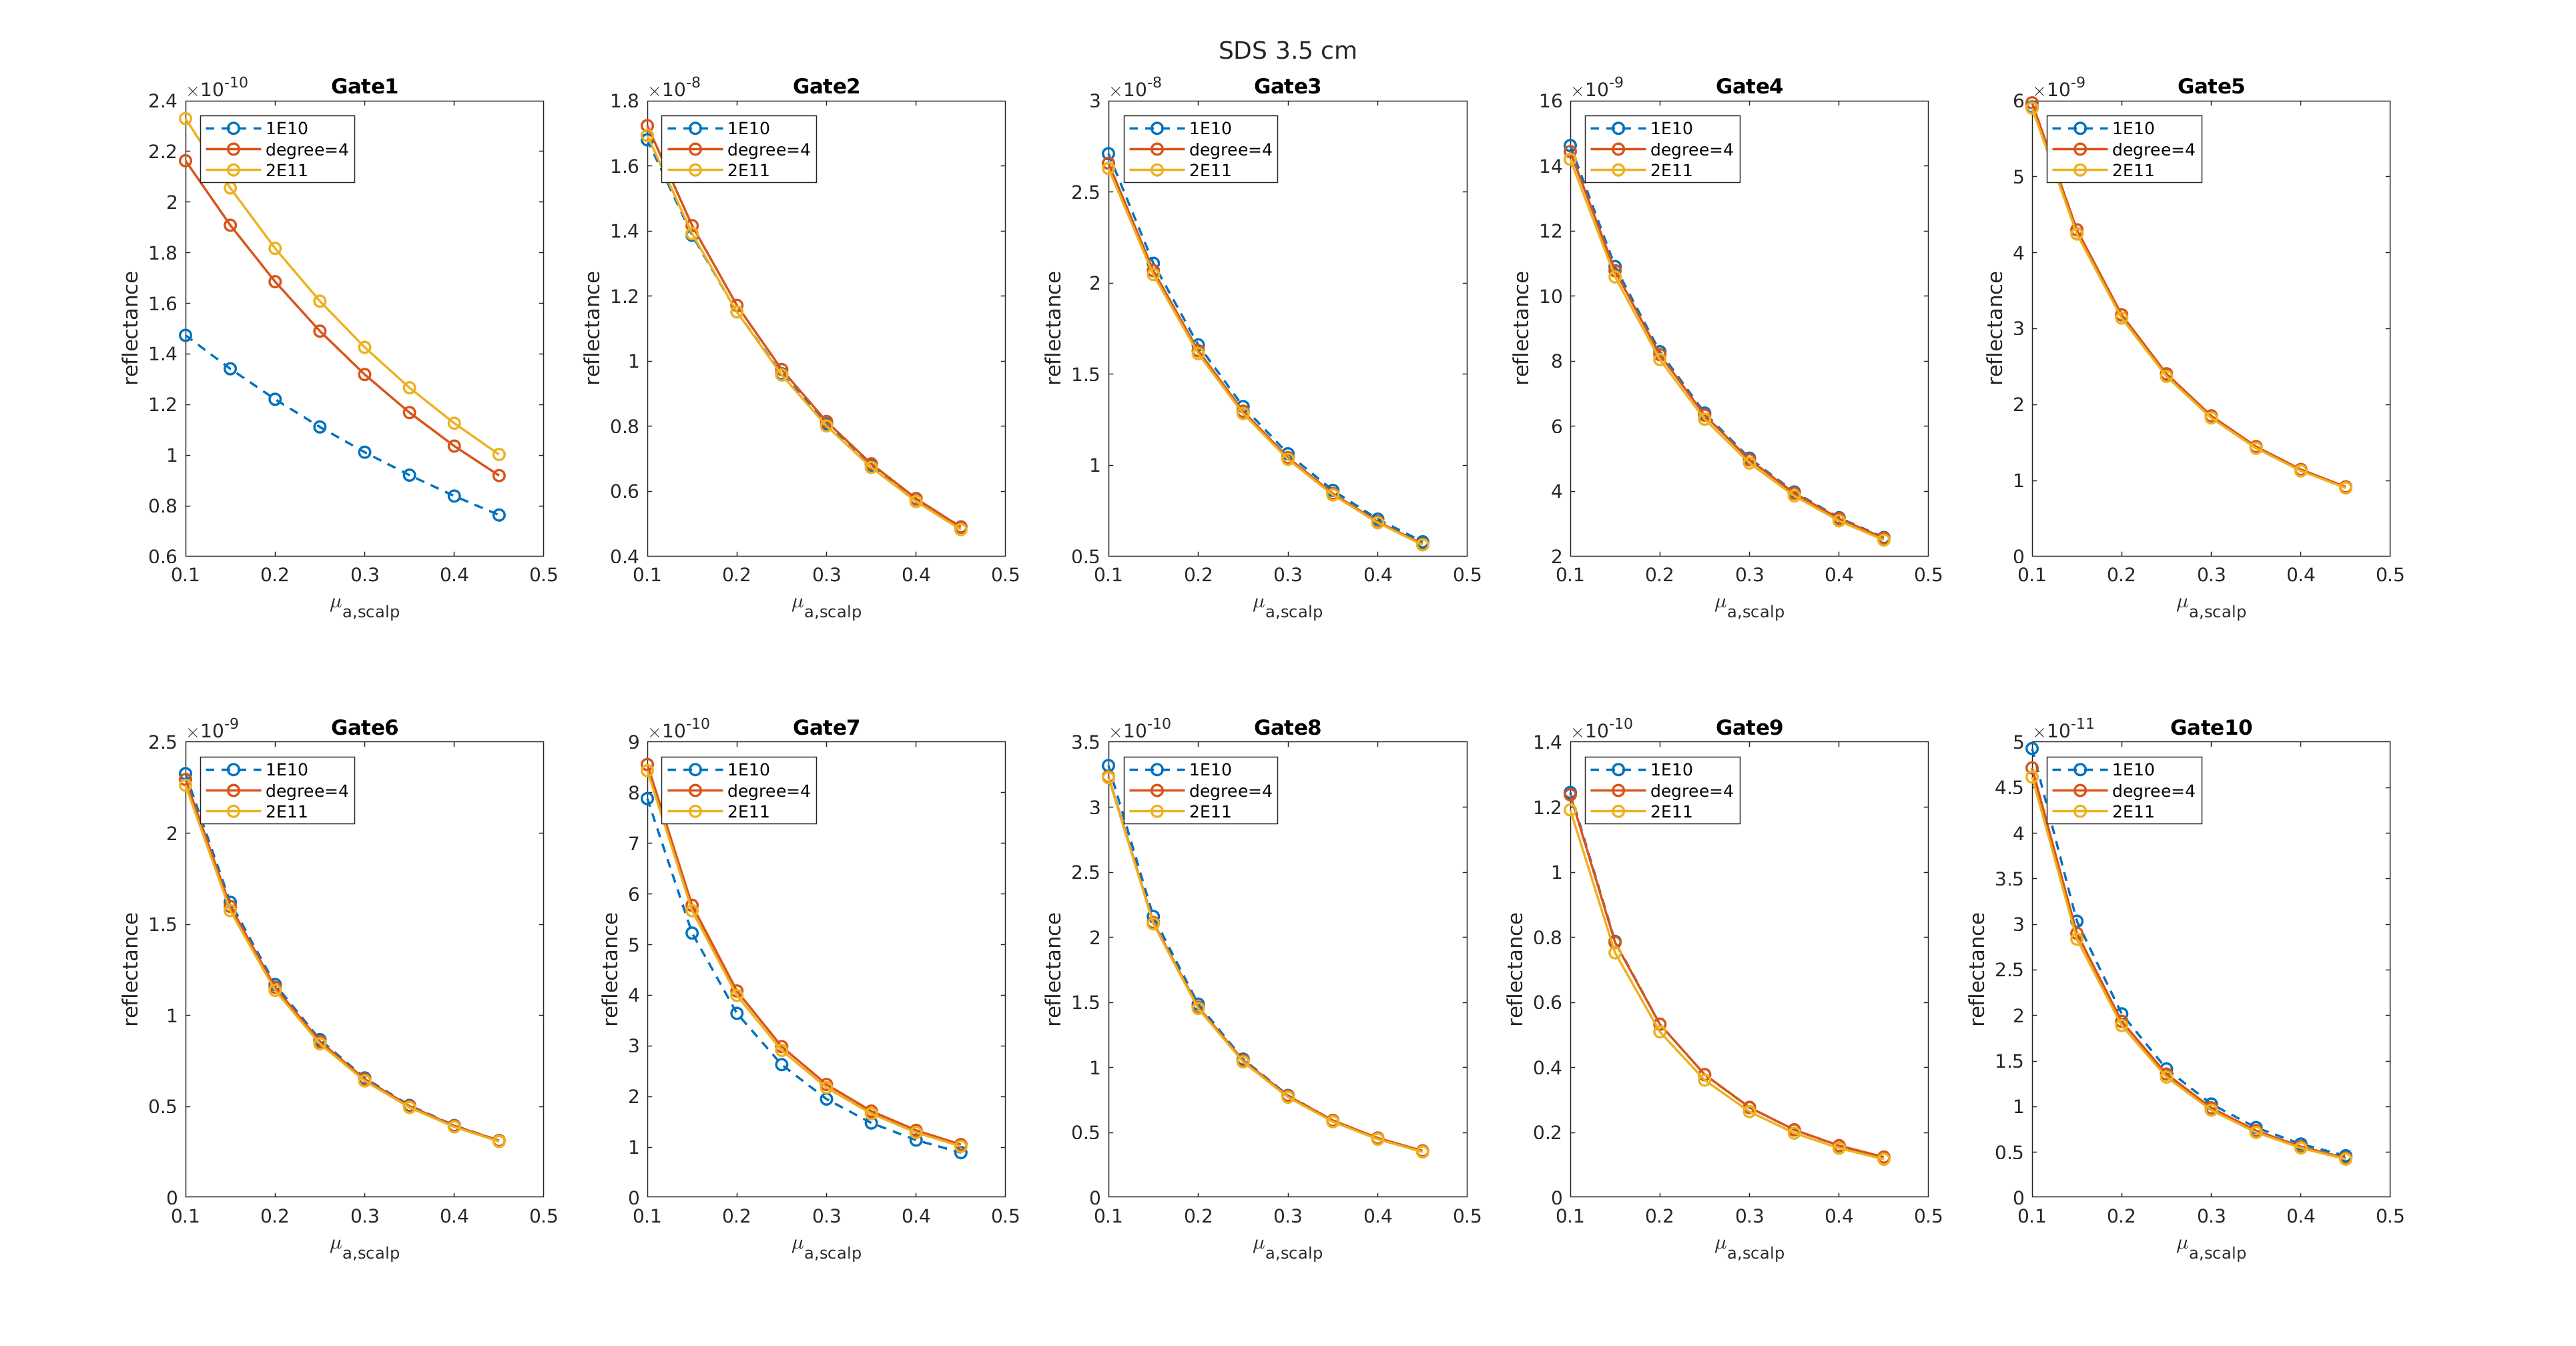 SDS 3.5 cm
Gate1
×10-10
2.4
2.2
2
1.8
1.6
1.4
1.2
1
0.8
0.6
0.1 0.2 0.3 0.4 0.5
reflectance
μa,scalp
1E10
degree=4
2E11
Gate2
×10-8
1.8
1.6
1.4
1.2
1
0.8
0.6
0.4
0.1 0.2 0.3 0.4 0.5
reflectance
μa,scalp
1E10
degree=4
2E11
Gate3
×10-8
3
2.5
2
1.5
1
0.5
0.1 0.2 0.3 0.4 0.5
reflectance
μa,scalp
1E10
degree=4
2E11
Gate4
×10-9
16
14
12
10
8
6
4
2
0.1 0.2 0.3 0.4 0.5
reflectance
μa,scalp
1E10
degree=4
2E11
Gate5
×10-9
6
5
4
3
2
1
0
0.1 0.2 0.3 0.4 0.5
reflectance
μa,scalp
1E10
degree=4
2E11
Gate6
×10-9
2.5
2
1.5
1
0.5
0
0.1 0.2 0.3 0.4 0.5
reflectance
μa,scalp
1E10
degree=4
2E11
Gate7
×10-10
9
8
7
6
5
4
3
2
1
0
0.1 0.2 0.3 0.4 0.5
reflectance
μa,scalp
1E10
degree=4
2E11
Gate8
×10-10
3.5
3
2.5
2
1.5
1
0.5
0
0.1 0.2 0.3 0.4 0.5
reflectance
μa,scalp
1E10
degree=4
2E11
Gate9
×10-10
1.4
1.2
1
0.8
0.6
0.4
0.2
0
0.1 0.2 0.3 0.4 0.5
reflectance
μa,scalp
1E10
degree=4
2E11
Gate10
×10-11
5
4.5
4
3.5
3
2.5
2
1.5
1
0.5
0
0.1 0.2 0.3 0.4 0.5
reflectance
μa,scalp
1E10
degree=4
2E11